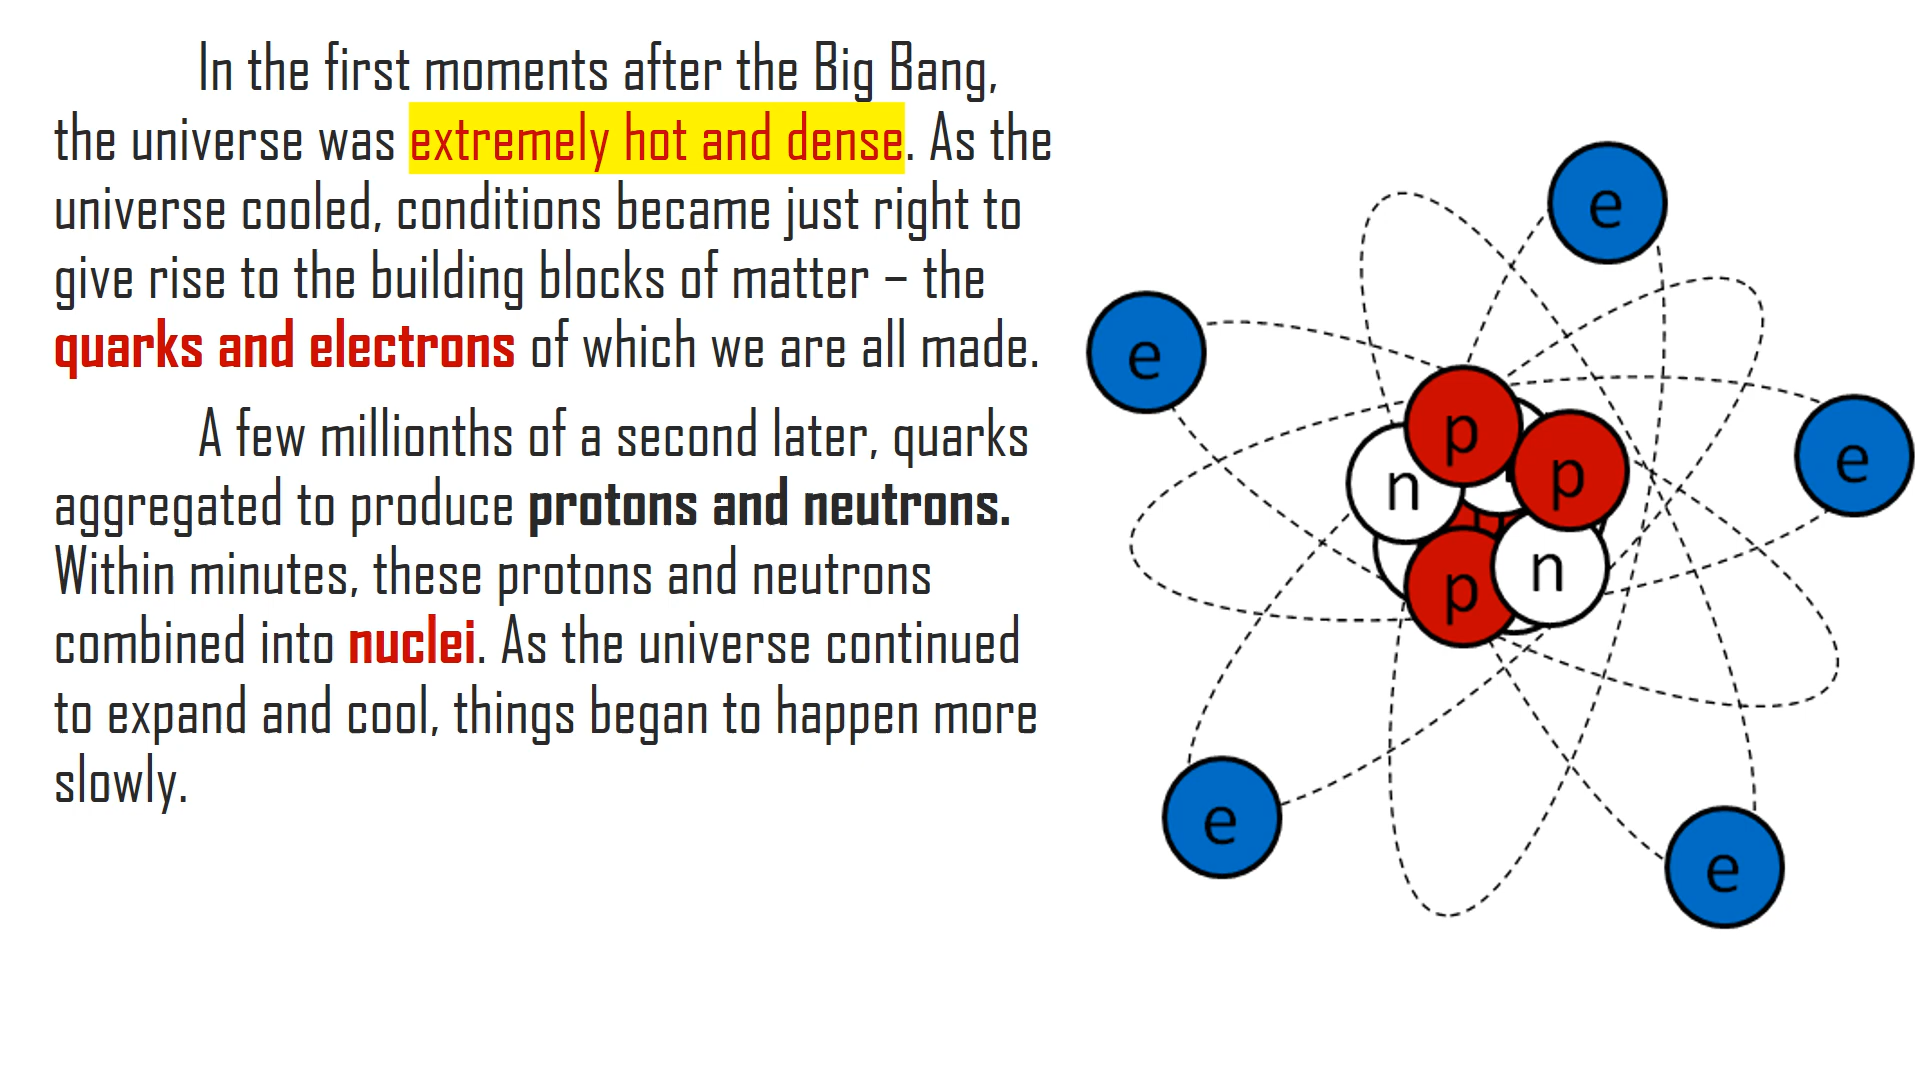 In the first moments after the Big Bang,
the universe was extremely hot and dense. As the
universe cooled, conditions became just right to
give rise to the building blocks of matter – the
quarks and electrons of which we are all made.
A few millionths of a second later, quarks
aggregated to produce protons and neutrons.
Within minutes, these protons and neutrons
combined into nuclei. As the universe continued
to expand and cool, things began to happen more
slowly.
e
e
p
e
p
n
n
p
e
e